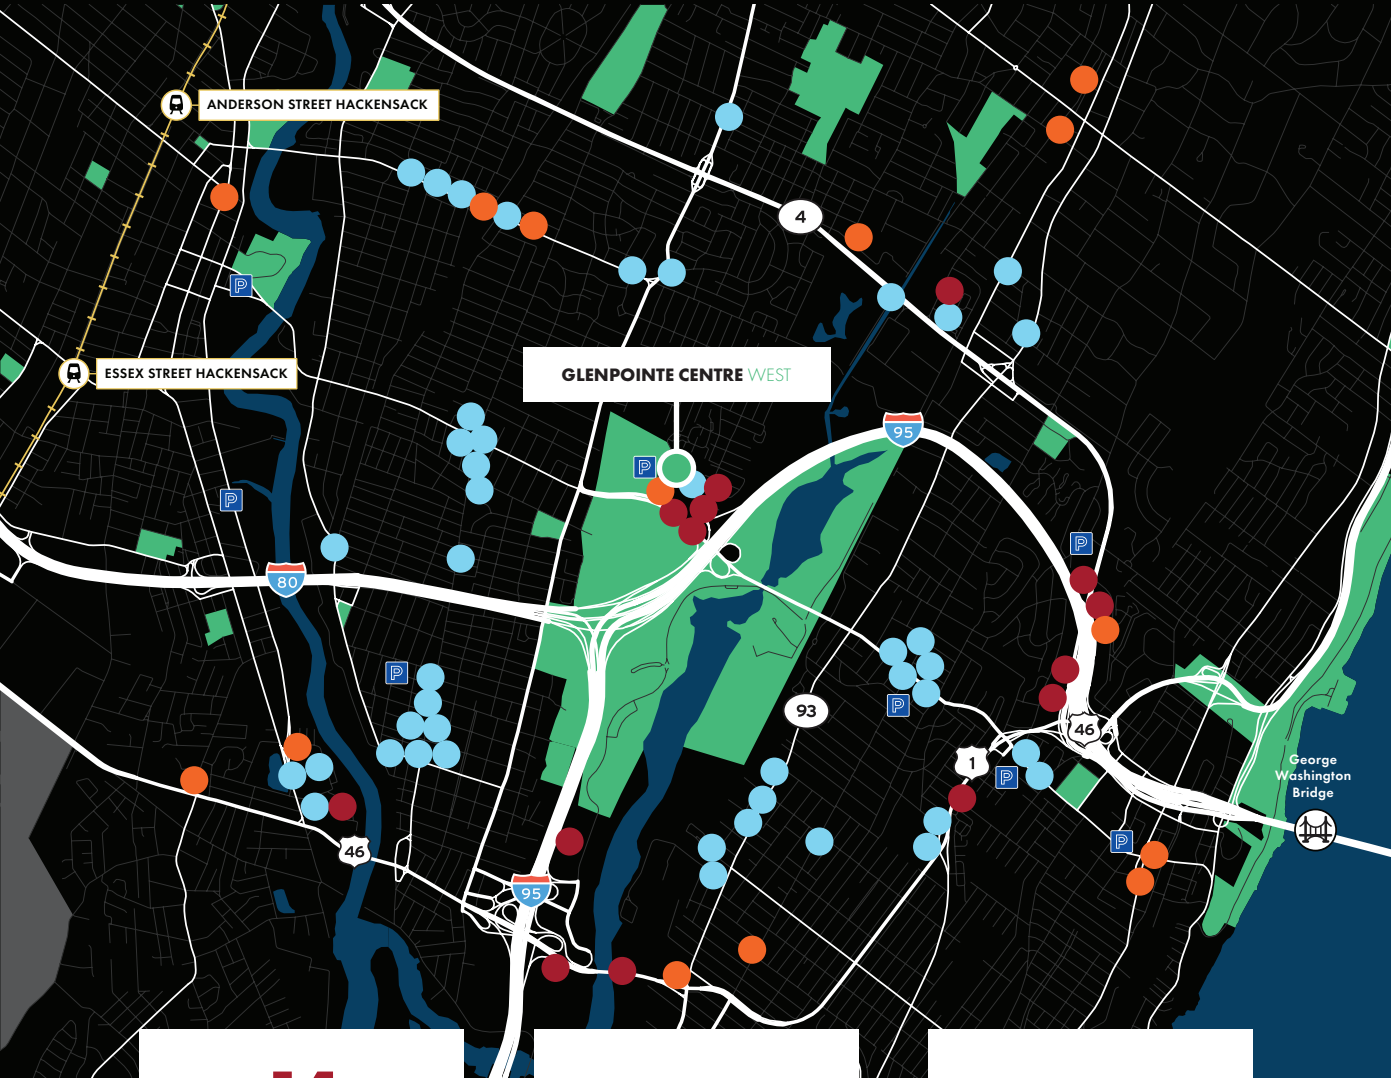 ANDERSON STREET HACKENSACK
4
P
ESSEX STREET HACKENSACK
GLENPOINTE CENTRE WEST
95
P
P
P
80
P
P
93
46
1
P
George
Washington
Bridge
46
P
95